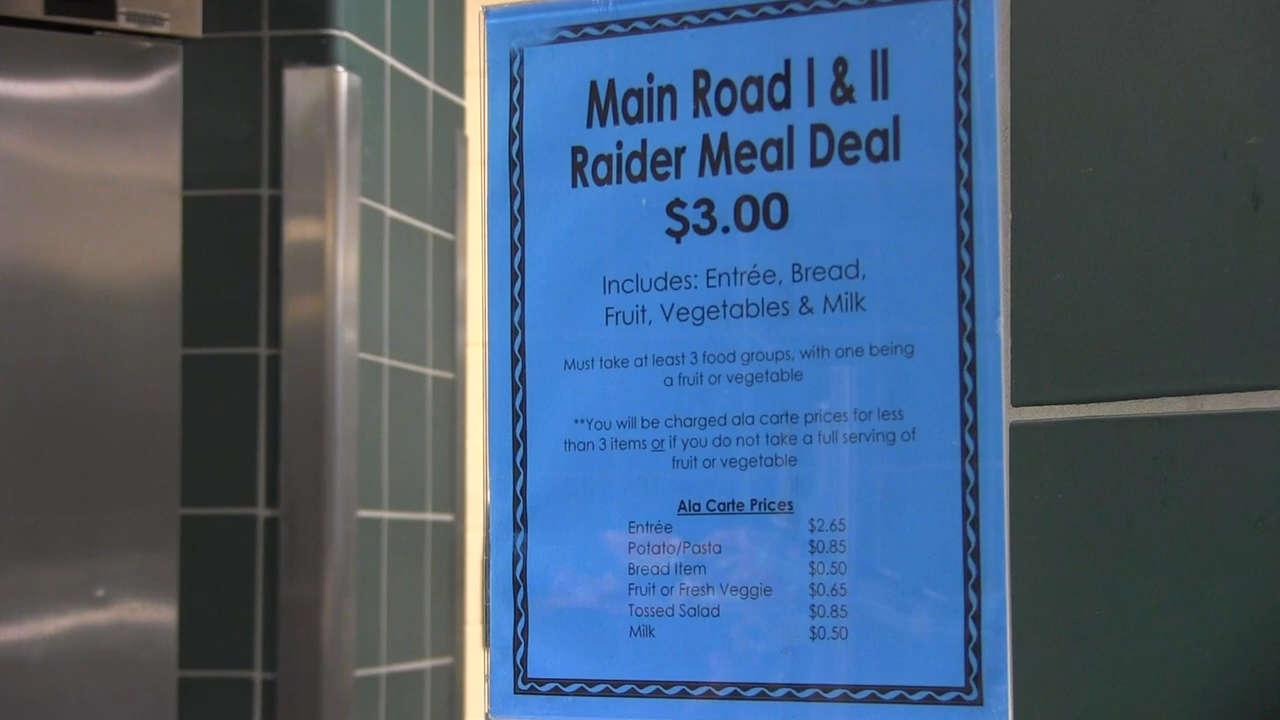 Main Road I & II
Raider Meal Deal
$3.00
Includes: Entrée, Bread,
Fruit, Vegetables & Milk
Must take at least 3 food groups, with one being
a fruit or vegetable
**You will be charged ala carte prices for less
than 3 items or if you do not take a full serving of
fruit or vegetable
Ala Carte Prices
Entrée $2.65
Potato/Pasta $0.85
Bread Item $0.50
Fruit or Fresh Veggie $0.65
Tossed Salad $0.85
Milk $0.50